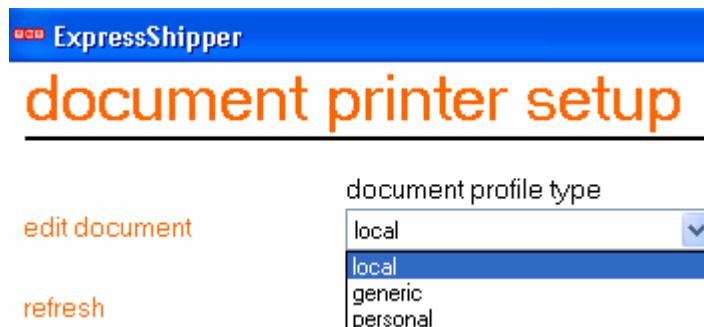 ExpressShipper
document printer setup
document profile type
edit document
local
local
generic
refresh
personal